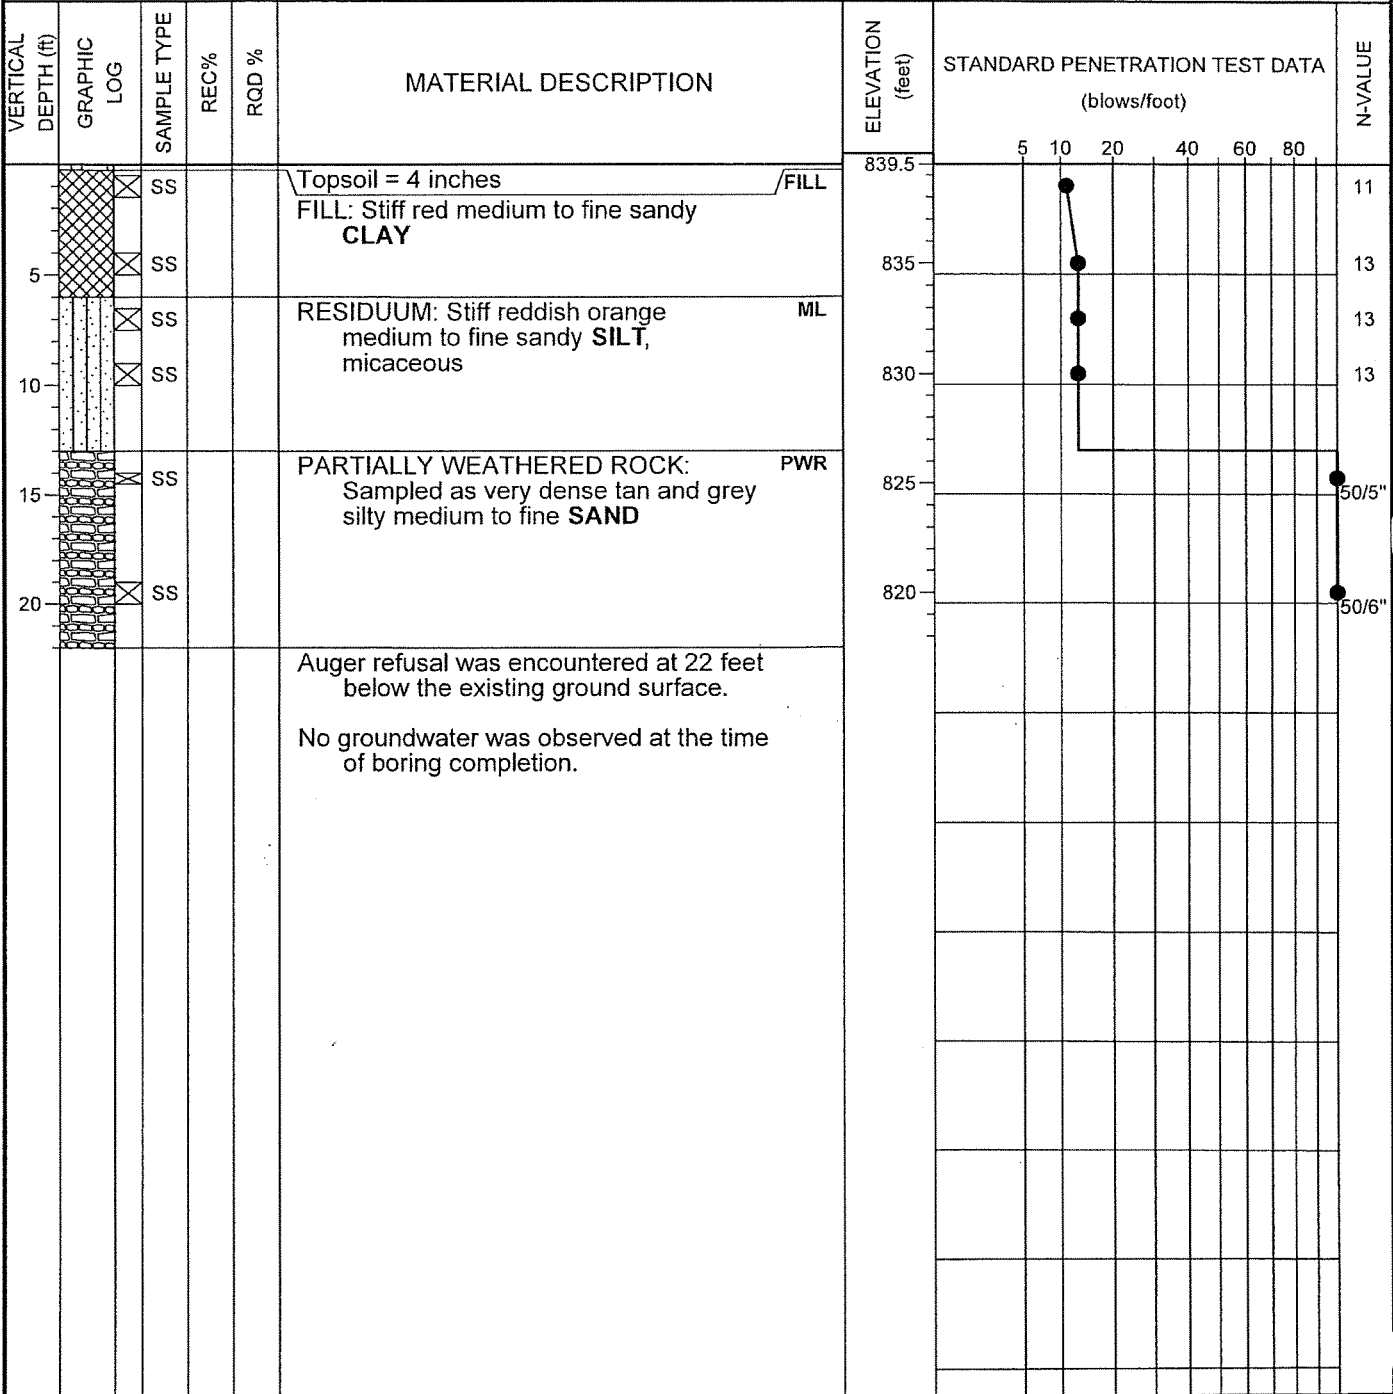 VERTICAL
DEPTH (ft)
GRAPHIC
LOG
SAMPLE TYPE
REC%
RQD %
MATERIAL DESCRIPTION
ELEVATION
(feet)
STANDARD PENETRATION TEST DATA
(blows/foot)
N-VALUE
5 10 20 40 60 80
839.5
SS
Topsoil = 4 inches
FILL
11
FILL: Stiff red medium to fine sandy
CLAY
5
SS
835
13
RESIDUUM: Stiff reddish orange
ML
medium to fine sandy SILT,
micaceous
SS
13
10
SS
830
13
PARTIALLY WEATHERED ROCK:
PWR
Sampled as very dense tan and grey
silty medium to fine SAND
15
SS
825
50/5"
20
SS
820
50/6"
Auger refusal was encountered at 22 feet
below the existing ground surface.
No groundwater was observed at the time
of boring completion.